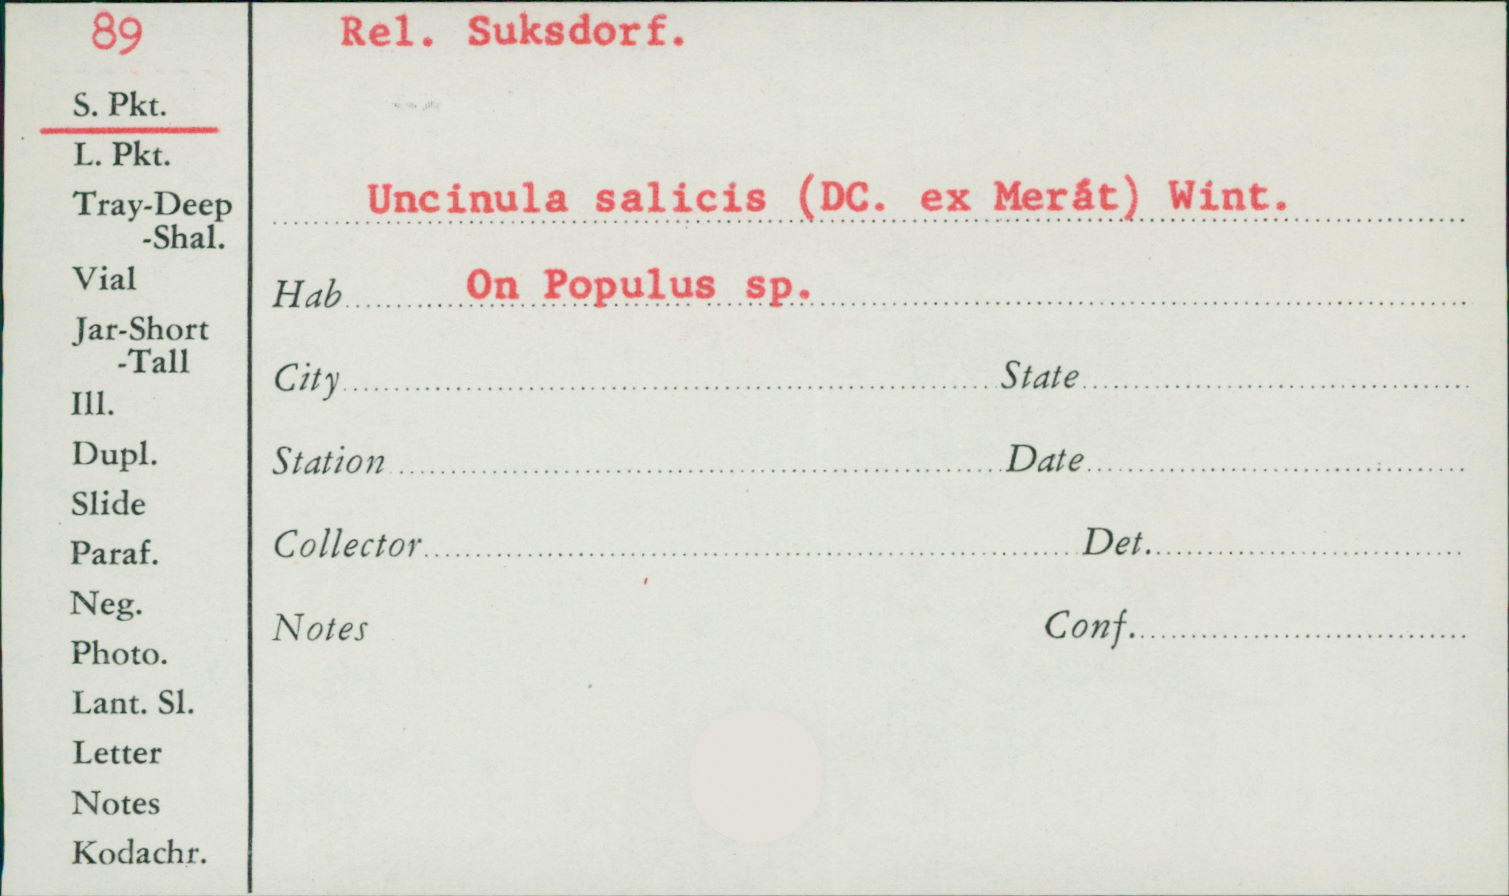 89
Rel. Suksdorf.
S. Pkt.
L. Pkt.
Tray-Deep
-Shal.
Vial
Jar-Short
-Tall
Ill.
Dupl.
Slide
Paraf.
Neg.
Photo.
Lant. Sl.
Letter
Notes
Kodachr.
Uncinula salicis (DC. ex Merát) Wint.
Hab On Populus sp.
City State
Station Date
Collector Det.
Notes Conf.